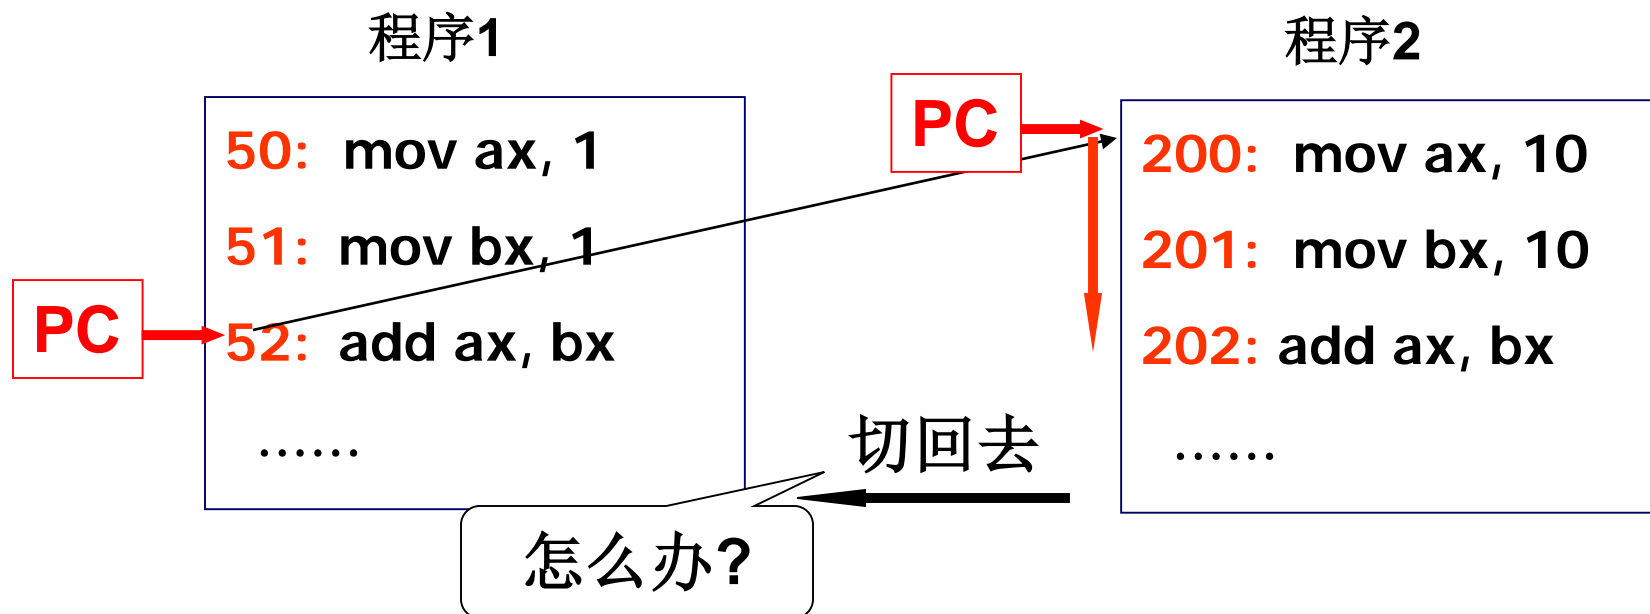 程序1
程序2
PC
50: mov ax, 1
51: mov bx, 1
PC
52: add ax, bx
……
200: mov ax, 10
201: mov bx, 10
202: add ax, bx
……
切回去
怎么办?